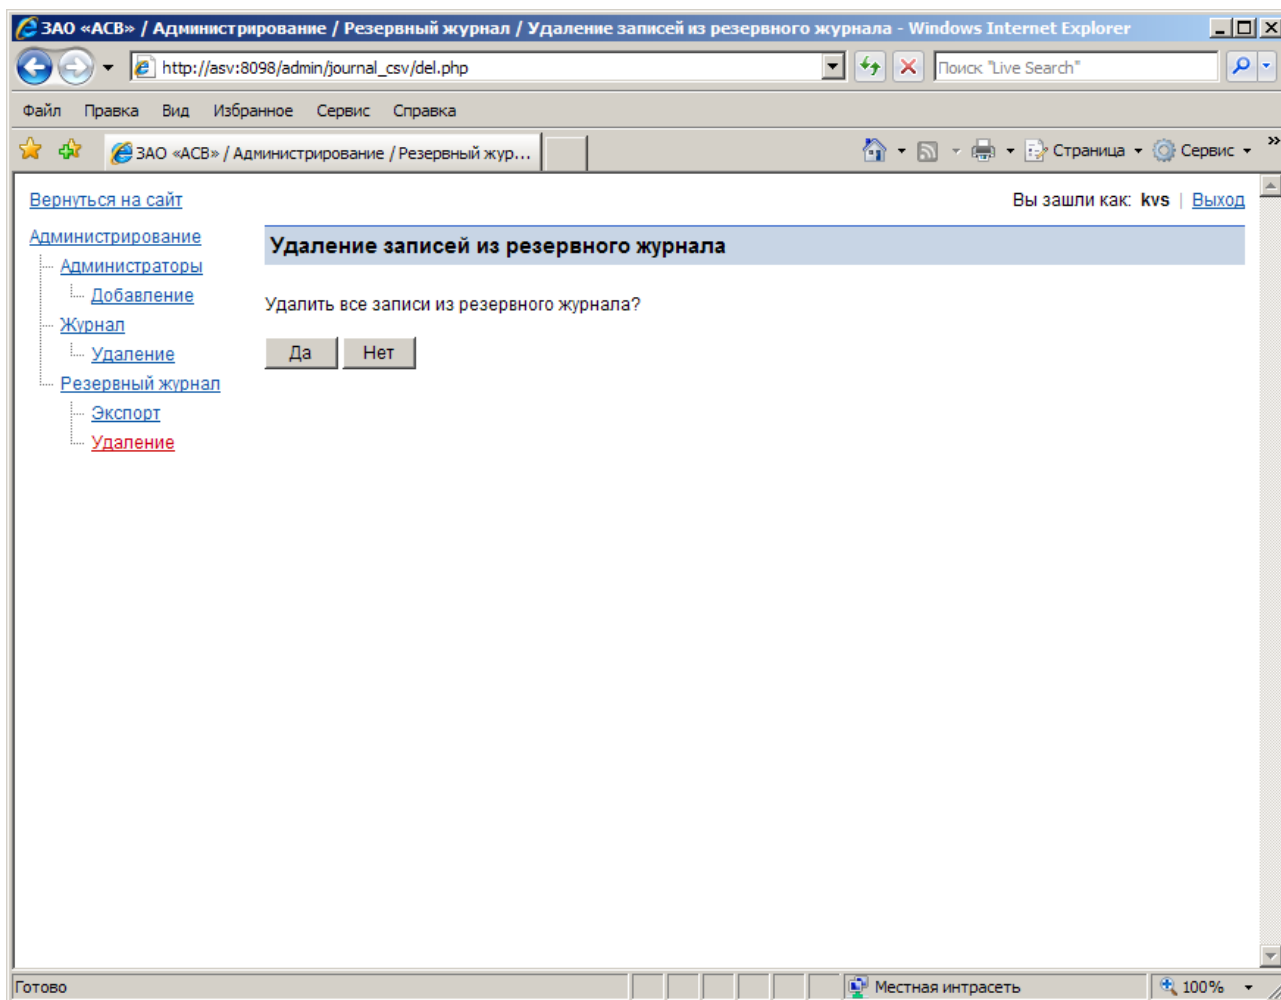 ЗАО «АСВ» / Администрирование / Резервный журнал / Удаление записей из резервного журнала - Windows Internet Explorer
http://asv:8098/admin/journal_csv/del.php
Поиск "Live Search"
Файл Правка Вид Избранное Сервис Справка
ЗАО «АСВ» / Администрирование / Резервный жур... Страница Сервис »
Вернуться на сайт
Вы зашли как: kvs | Выход
Администрирование
Администраторы
Добавление
Журнал
Удаление
Резервный журнал
Экспорт
Удаление
Удаление записей из резервного журнала
Удалить все записи из резервного журнала?
Да Нет
Готово Местная интрасеть 100%